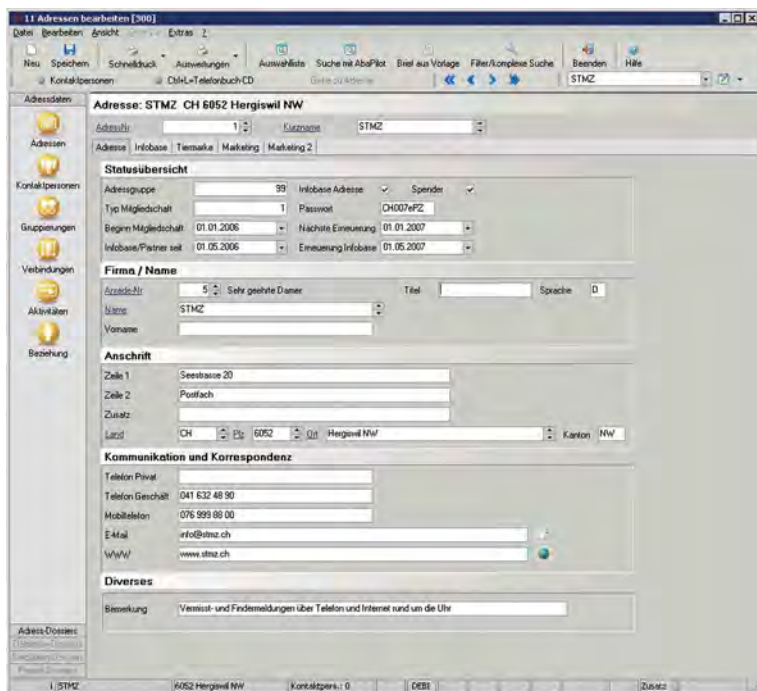 11 Adressen bearbeiten [300]
Datei Bearbeiten Ansicht Extras ?
Neu Speichern Schnelldruck Auswertungen Auswahlliste Suche mit AbaPilot Brief aus Vorlage Filter/komplexe Suche Beenden Hilfe
Kontaktpersonen Ctrl+L=Telefonbuch-CD STMZ
Adressdaten
Adressen
Kontaktpersonen
Gruppierungen
Verbindungen
Aktivitäten
Beziehung
Adress-Dossiers
Adresse: STMZ CH 6052 Hergiswil NW
AdressNr 1 Kurzname STMZ
Adresse Infobase Tiermarke Marketing Marketing 2
Statusübersicht
Adressgruppe 99 Infobase Adresse Spender
Typ Mitgliedschaft 1 Passwort CH007ePZ
Beginn Mitgliedschaft 01.01.2006 Nächste Erneuerung 01.01.2007
Infobase/Partner seit 01.05.2006 Erneuerung Infobase 01.05.2007
Firma / Name
Anrede-Nr 5 Sehr geehrte Damen Titel Sprache D
Name STMZ
Vorname
Anschrift
Zeile 1 Seestrasse 20
Zeile 2 Postfach
Zusatz
Land CH Plz 6052 Ort Hergiswil NW Kanton NW
Kommunikation und Korrespondenz
Telefon Privat
Telefon Geschäft 041 632 48 90
Mobiltelefon 076 999 88 00
E-Mail info@stmz.ch
WWW www.stmz.ch
Diverses
Bemerkung Vermisst- und Findermeldungen über Telefon und Internet rund um die Uhr
1 STMZ 6052 Hergiswil NW Kontaktpers.: 0 DEBI Zusatz